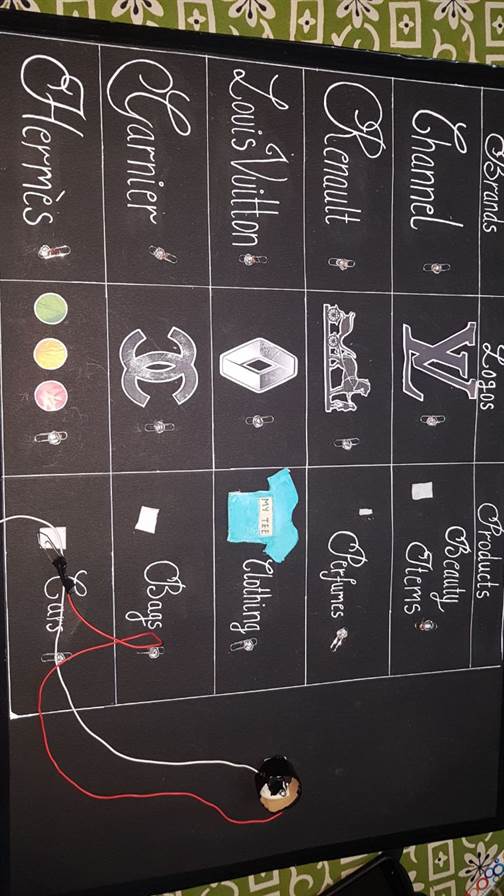 Brands Logos Products
Channel LV Beauty
Items
Renault Perfumes
Louis Vuitton MY TEE Clothing
Garnier Bags
Hermès Cars